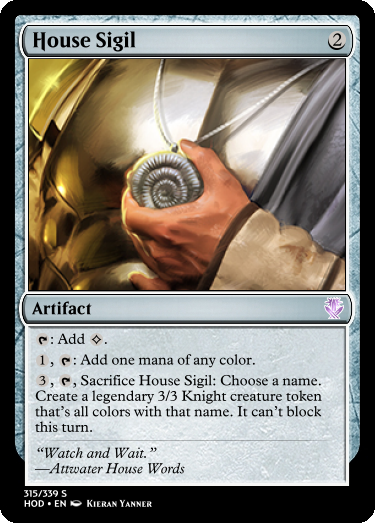 House Sigil 2
Artifact
: Add .
1, : Add one mana of any color.
3, , Sacrifice House Sigil: Choose a name.
Create a legendary 3/3 Knight creature token
that's all colors with that name. It can't block
this turn.
“Watch and Wait.”
—Attwater House Words
315/339 S
HOD • EN Kieran Yanner